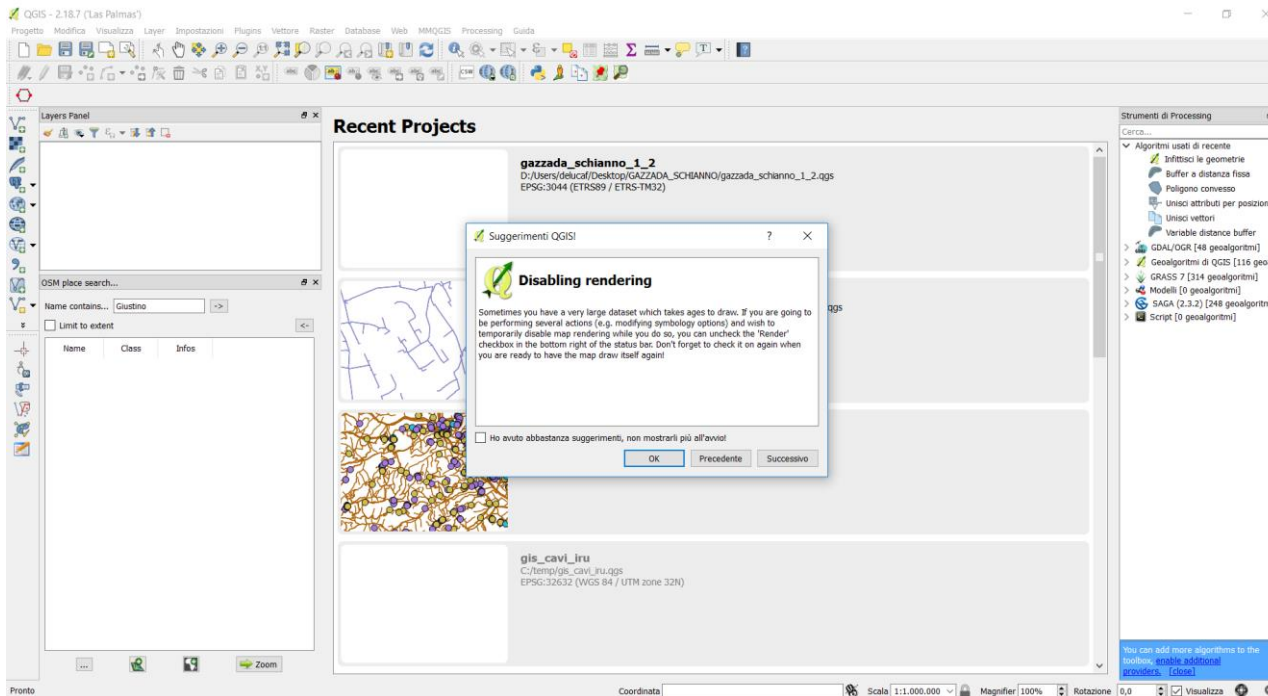 QGIS - 2.18.7 ('Las Palmas')
Progetto Modifica Visualizza Layer Impostazioni Plugins Vettore Raster Database Web MMQGIS Processing Guida
Layers Panel
OSM place search...
Name contains... Giustino ->
Limit to extent <-
Name Class Infos
... Zoom
Recent Projects
gazzada_schianno_1_2
D:/Users/delucaf/Desktop/GAZZADA_SCHIANNO/gazzada_schianno_1_2.qgs
EPSG:3044 (ETRS89 / ETRS-TM32)
qgs
gis_cavi_iru
C:/temp/gis_cavi_iru.qgs
EPSG:32632 (WGS 84 / UTM zone 32N)
Suggerimenti QGIS! ?
Disabling rendering
Sometimes you have a very large dataset which takes ages to draw. If you are going to
be performing several actions (e.g. modifying symbology options) and wish to
temporarily disable map rendering while you do so, you can uncheck the 'Render'
checkbox in the bottom right of the status bar. Don't forget to check it on again when
you are ready to have the map draw itself again!
Ho avuto abbastanza suggerimenti, non mostrarli più all'avvio!
OK Precedente Successivo
Strumenti di Processing
Cerca...
Algoritmi usati di recente
Infittisci le geometrie
Buffer a distanza fissa
Poligono convesso
Unisci attributi per posizion
Unisci vettori
Variable distance buffer
GDAL/OGR [48 geoalgoritmi]
Geoalgoritmi di QGIS [116 geo
GRASS 7 [314 geoalgoritmi]
Modelli [0 geoalgoritmi]
SAGA (2.3.2) [248 geoalgoritm
Script [0 geoalgoritmi]
You can add more algorithms to the
toolbox, enable additional
providers. [close]
Pronto Coordinata Scala 1:1.000.000 Magnifier 100% Rotazione 0,0 Visualizza